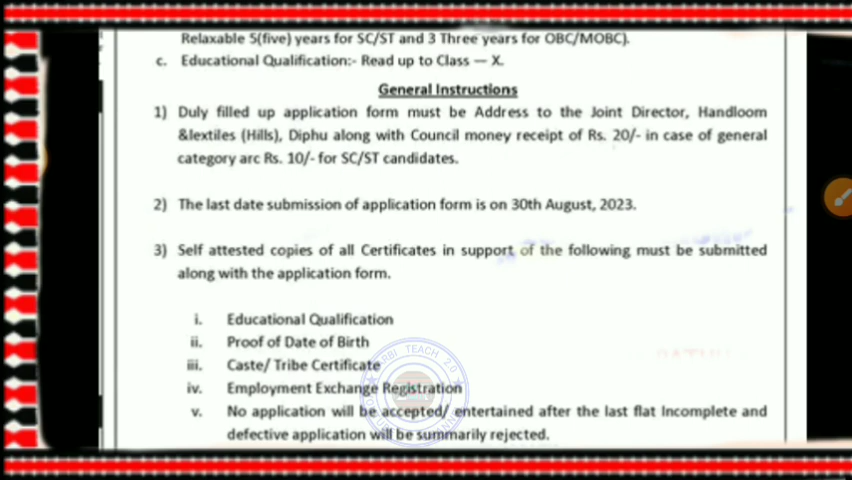 Relaxable 5(five) years for SC/ST and 3 Three years for OBC/MOBC).
c. Educational Qualification:- Read up to Class — X.
General Instructions
1) Duly filled up application form must be Address to the Joint Director, Handloom
&lextiles (Hills), Diphu along with Council money receipt of Rs. 20/- in case of general
category arc Rs. 10/- for SC/ST candidates.
2) The last date submission of application form is on 30th August, 2023.
3) Self attested copies of all Certificates in support of the following must be submitted
along with the application form.
i. Educational Qualification
ii. Proof of Date of Birth
iii. Caste/ Tribe Certificate
iv. Employment Exchange Registration
v. No application will be accepted/ entertained after the last flat Incomplete and
defective application will be summarily rejected.
TEACH 2.0